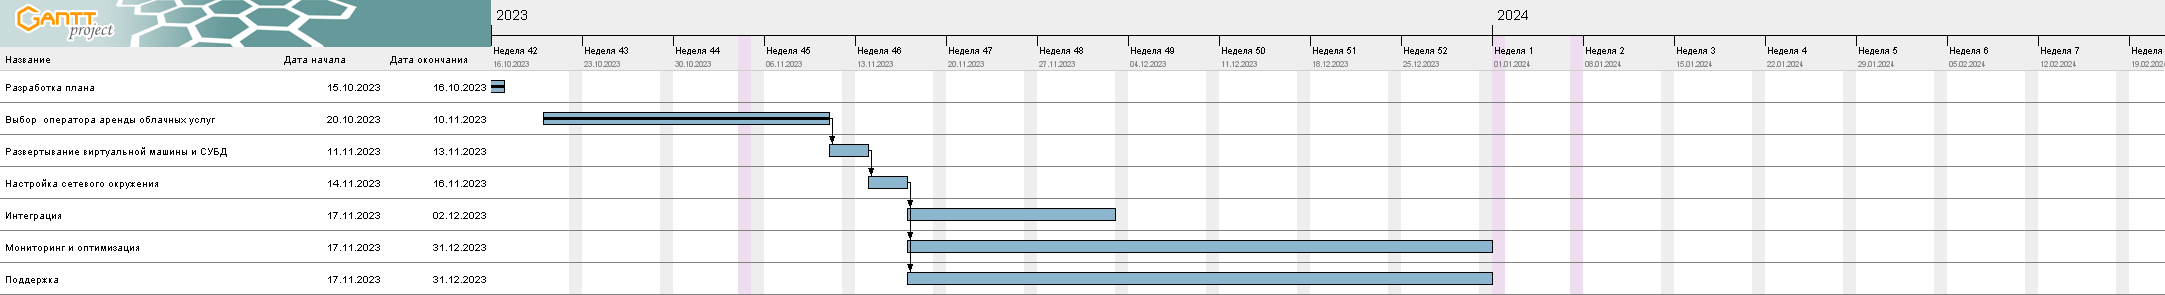 GANTT
project
2023
2024
Неделя 42 Неделя 43 Неделя 44 Неделя 45 Неделя 46 Неделя 47 Неделя 48 Неделя 49 Неделя 50 Неделя 51 Неделя 52 Неделя 1 Неделя 2 Неделя 3 Неделя 4 Неделя 5 Неделя 6 Неделя 7 Неделя
Название Дата начала Дата окончания 16.10.2023 23.10.2023 30.10.2023 06.11.2023 13.11.2023 20.11.2023 27.11.2023 04.12.2023 11.12.2023 18.12.2023 25.12.2023 01.01.2024 08.01.2024 15.01.2024 22.01.2024 29.01.2024 05.02.2024 12.02.2024 19.02.2024
Разработка плана 15.10.2023 16.10.2023
Выбор оператора аренды облачных услуг 20.10.2023 10.11.2023
Развертывание виртуальной машины и СУБД 11.11.2023 13.11.2023
Настройка сетевого окружения 14.11.2023 16.11.2023
Интеграция 17.11.2023 02.12.2023
Мониторинг и оптимизация 17.11.2023 31.12.2023
Поддержка 17.11.2023 31.12.2023